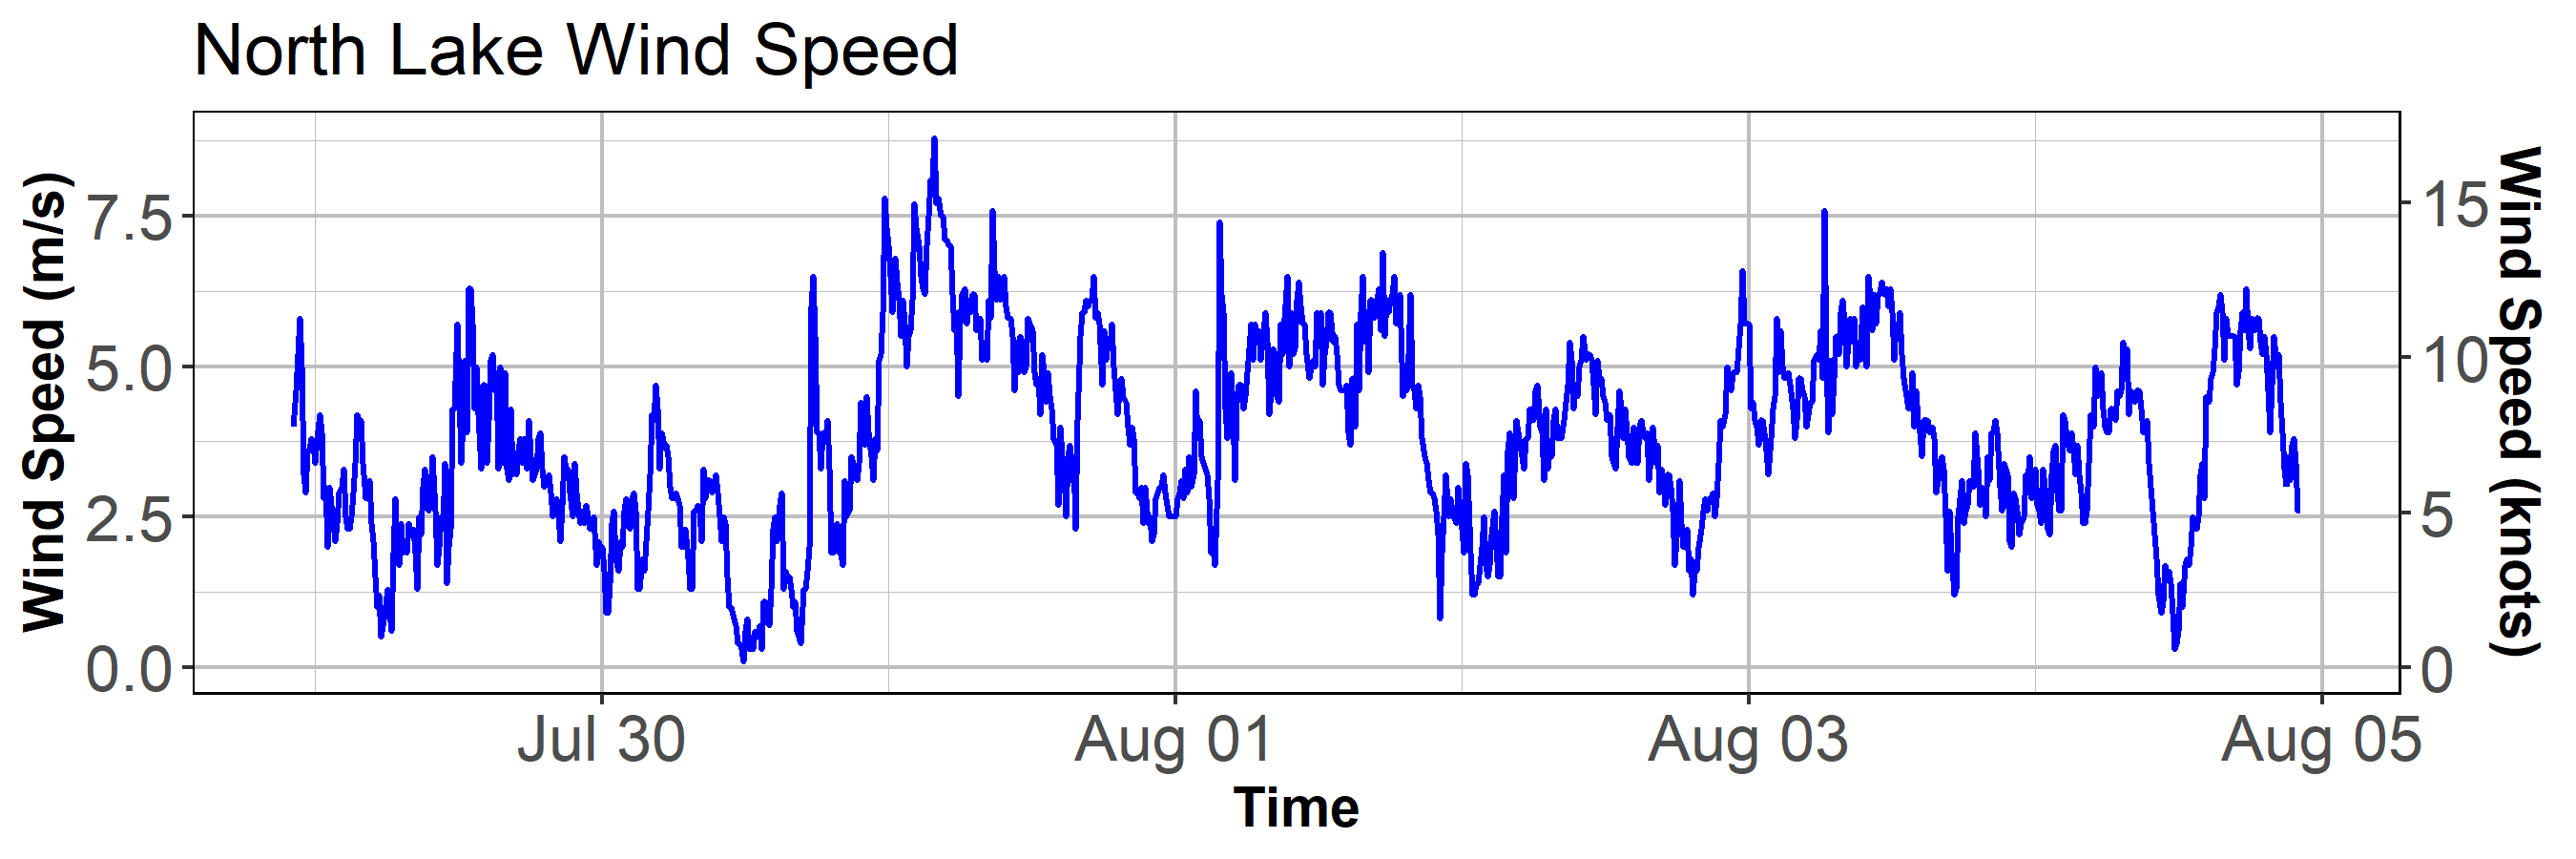 North Lake Wind Speed
Wind Speed (m/s)
7.5
5.0
2.5
0.0
15
10
5
0
Wind Speed (knots)
Jul 30
Aug 01
Aug 03
Aug 05
Time